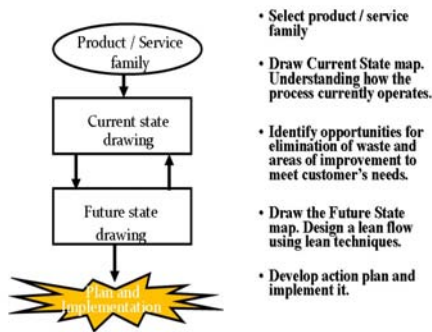 Product / Service
family
Current state
drawing
Future state
drawing
Plan and
Implementation
• Select product / service
family
• Draw Current State map.
Understanding how the
process currently operates.
• Identify opportunities for
elimination of waste and
areas of improvement to
meet customer's needs.
• Draw the Future State
map. Design a lean flow
using lean techniques.
• Develop action plan and
implement it.